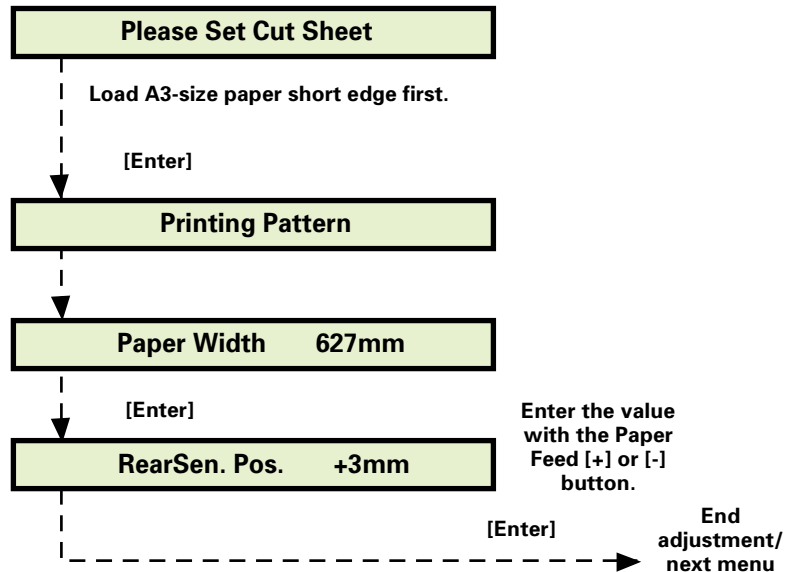 Please Set Cut Sheet
Load A3-size paper short edge first.
[Enter]
Printing Pattern
Paper Width 627mm
[Enter]
RearSen. Pos. +3mm
Enter the value
with the Paper
Feed [+] or [-]
button.
[Enter]
End
adjustment/
next menu